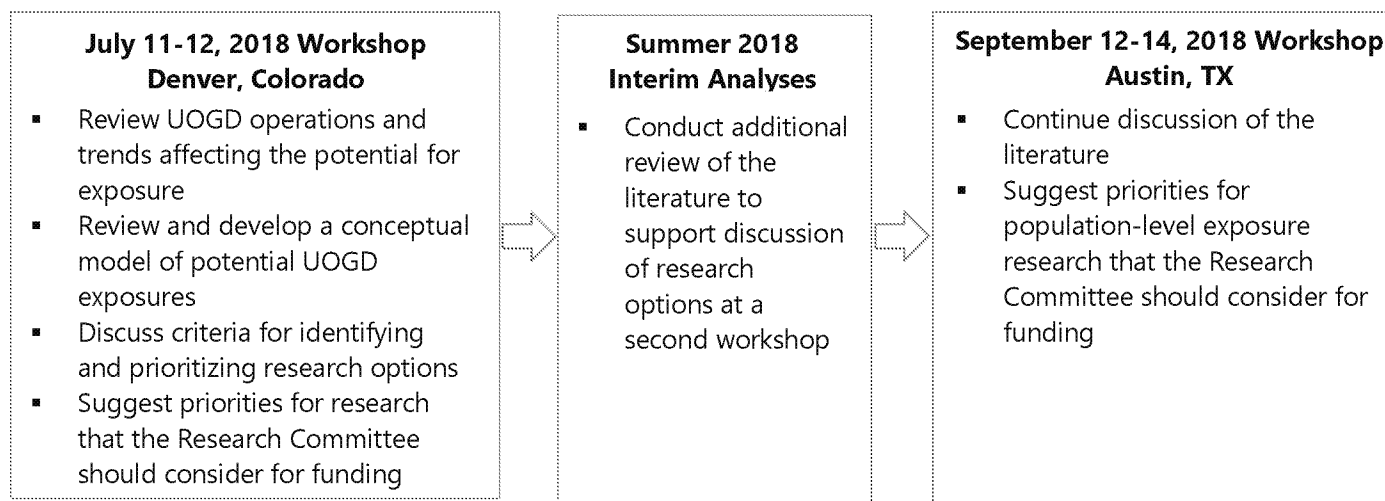 July 11-12, 2018 Workshop
Denver, Colorado
▪ Review UOGD operations and
trends affecting the potential for
exposure
▪ Review and develop a conceptual
model of potential UOGD
exposures
▪ Discuss criteria for identifying
and prioritizing research options
▪ Suggest priorities for research
that the Research Committee
should consider for funding
Summer 2018
Interim Analyses
▪ Conduct additional
review of the
literature to
support discussion
of research
options at a
second workshop
September 12-14, 2018 Workshop
Austin, TX
▪ Continue discussion of the
literature
▪ Suggest priorities for
population-level exposure
research that the Research
Committee should consider for
funding